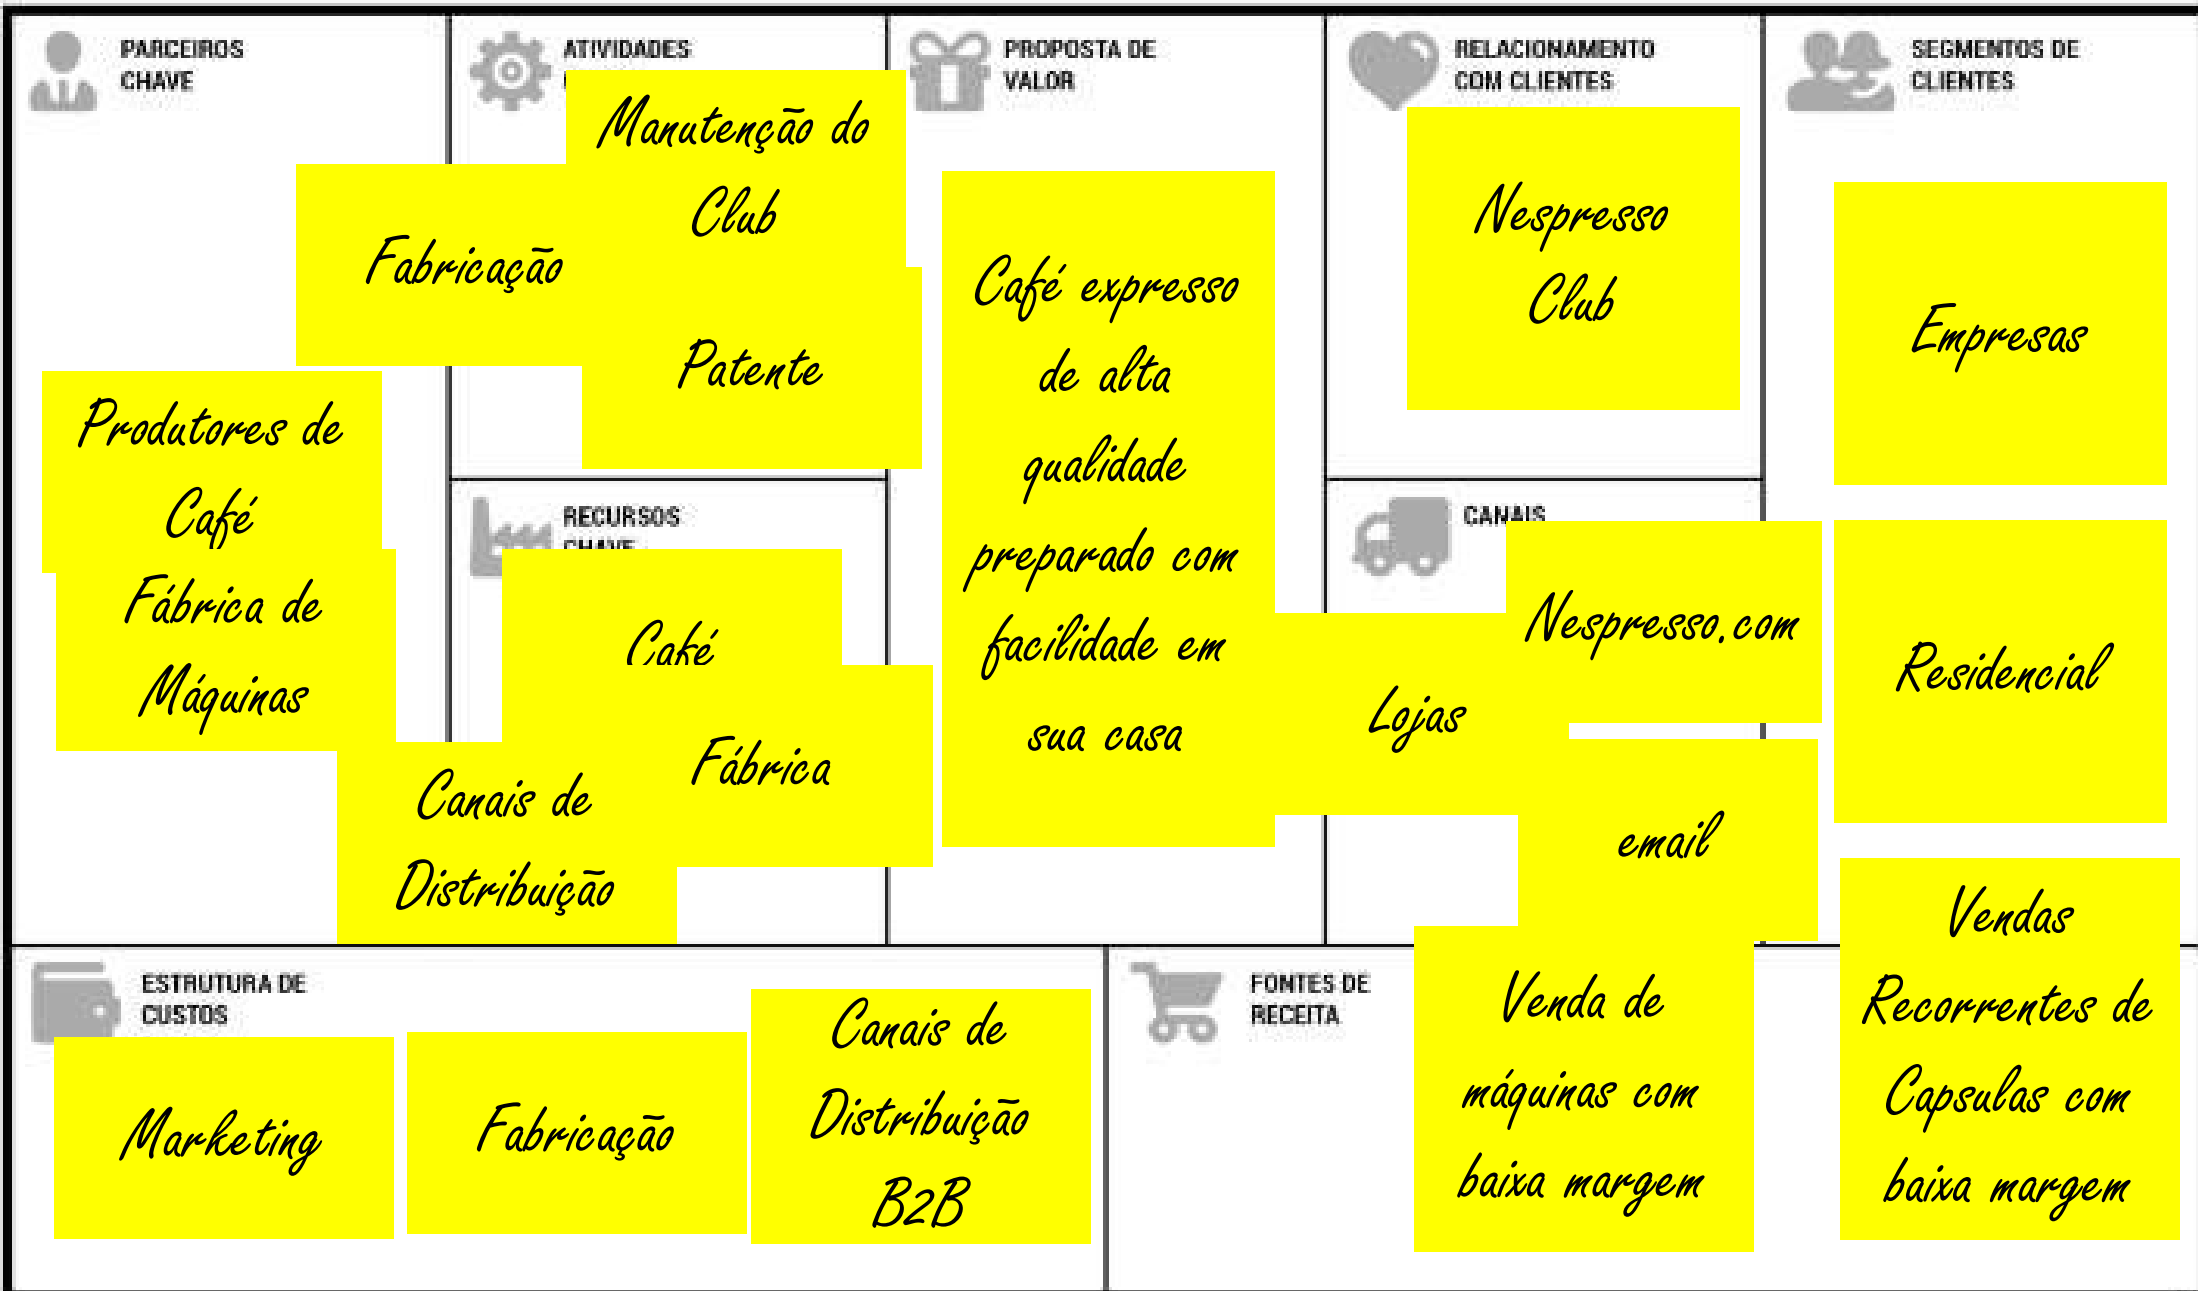 PARCEIROS
CHAVE
Produtores de
Café
Fábrica de
Máquinas
ATIVIDADES
Manutenção do
Club
Fabricação
Patente
RECURSOS
CHAVE
Café
Fábrica
Canais de
Distribuição
PROPOSTA DE
VALOR
Café expresso
de alta
qualidade
preparado com
facilidade em
sua casa
RELACIONAMENTO
COM CLIENTES
Nespresso
Club
CANAIS
Nespresso.com
Lojas
email
SEGMENTOS DE
CLIENTES
Empresas
Residencial
ESTRUTURA DE
CUSTOS
Marketing
Fabricação
Canais de
Distribuição
B2B
FONTES DE
RECEITA
Venda de
máquinas com
baixa margem
Vendas
Recorrentes de
Capsulas com
baixa margem